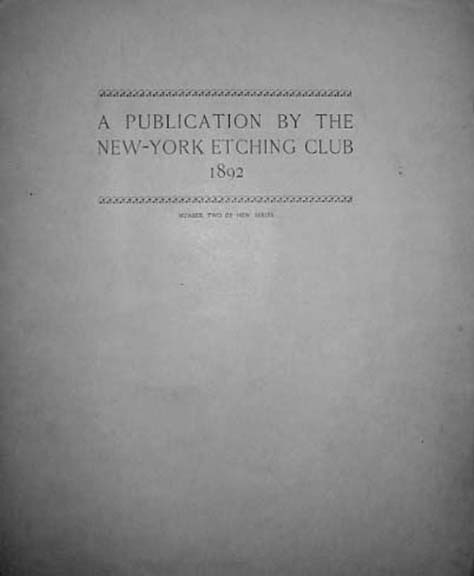 A PUBLICATION BY THE
NEW-YORK ETCHING CLUB
1892
NUMBER TWO OF NEW SERIES